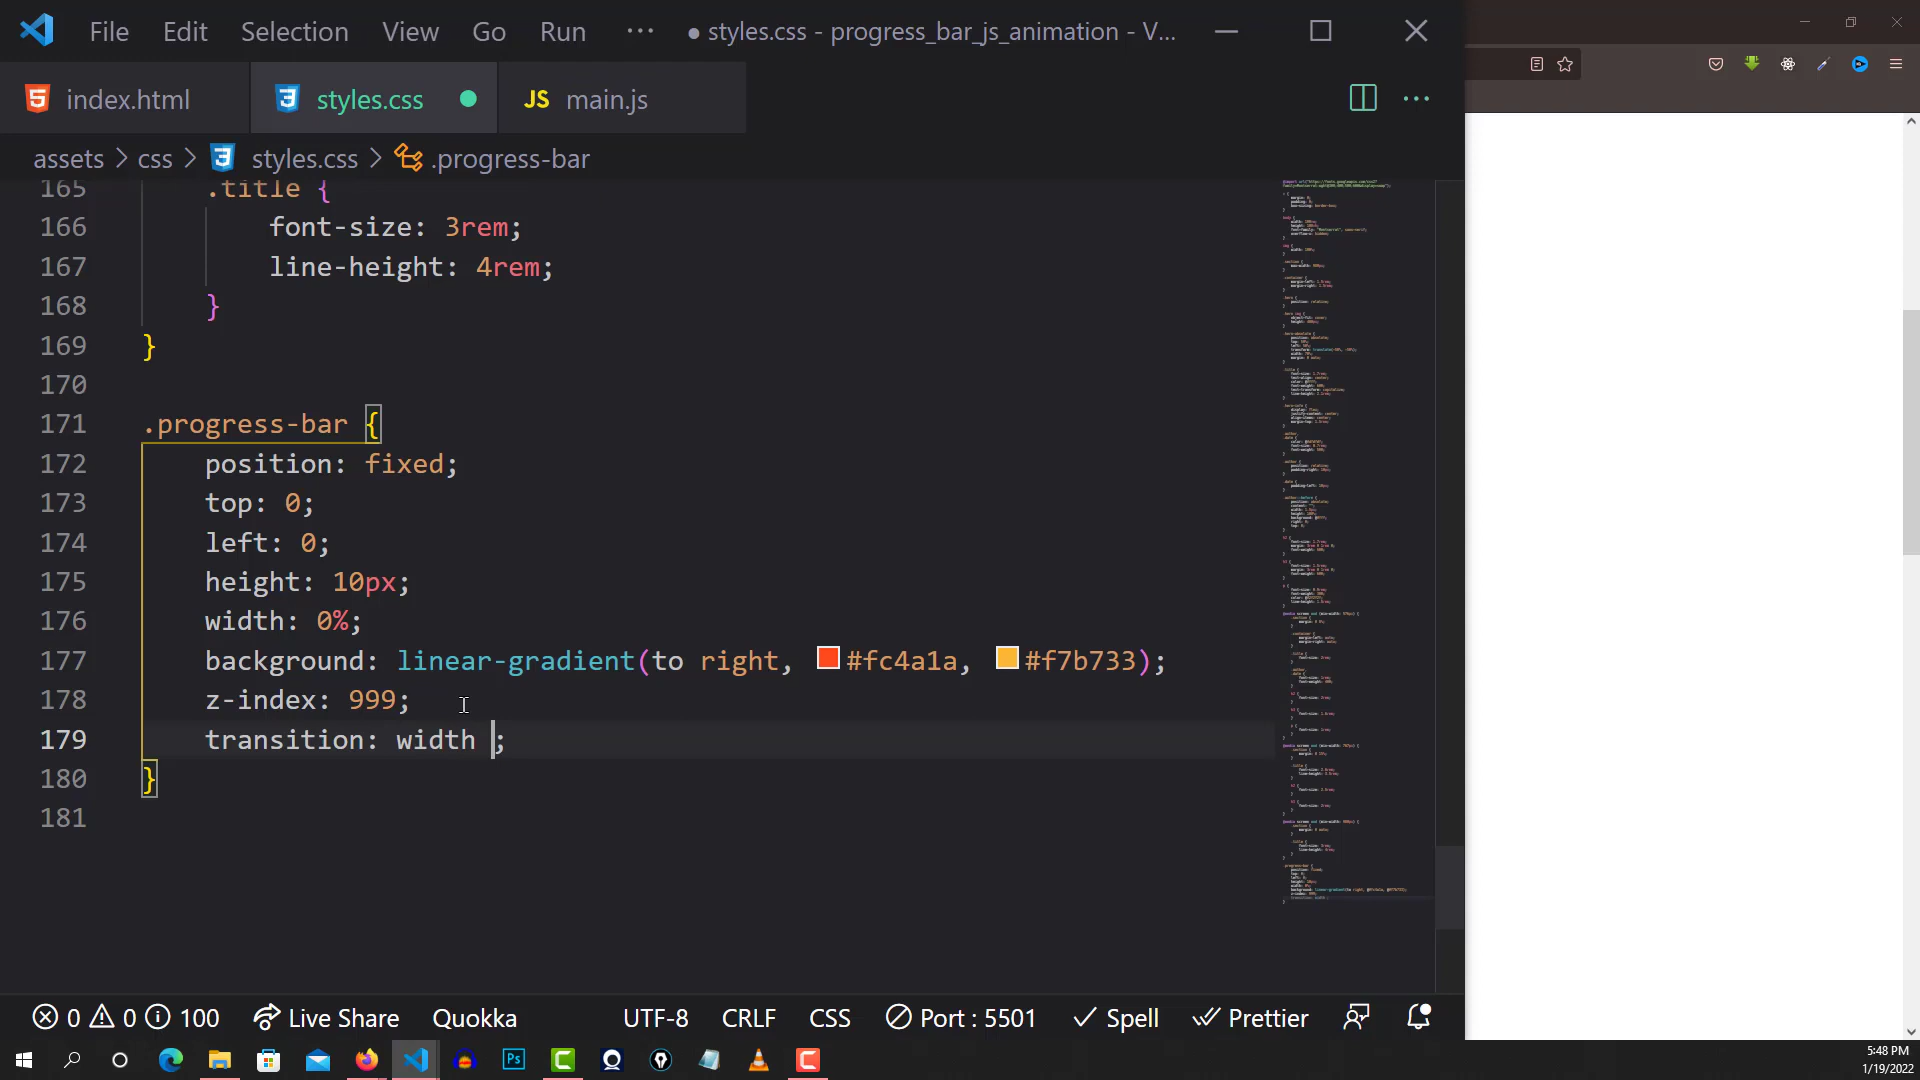 File Edit Selection View Go Run ··· ● styles.css - progress_bar_js_animation - V...
index.html styles.css JS main.js ···
assets > css > styles.css > .progress-bar
165 .title {
166 font-size: 3rem;
167 line-height: 4rem;
168 }
169 }
170
171 .progress-bar {
172 position: fixed;
173 top: 0;
174 left: 0;
175 height: 10px;
176 width: 0%;
177 background: linear-gradient(to right, #fc4a1a, #f7b733);
178 z-index: 999;
179 transition: width ;
180 }
181
0 0 100 Live Share Quokka UTF-8 CRLF CSS Port : 5501 Spell Prettier
Ps
5:48 PM
1/19/2022